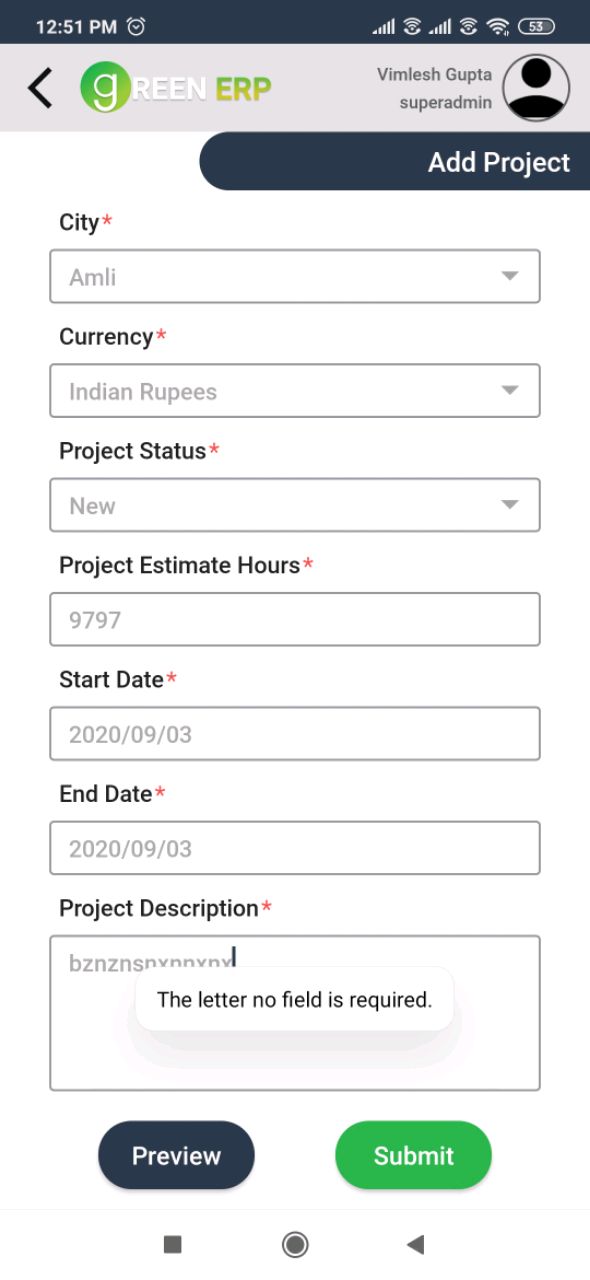 12:51 PM
53
gREEN ERP
Vimlesh Gupta
superadmin
Add Project
City*
Amli
Currency*
Indian Rupees
Project Status*
New
Project Estimate Hours*
9797
Start Date*
2020/09/03
End Date*
2020/09/03
Project Description*
The letter no field is required.
Preview
Submit